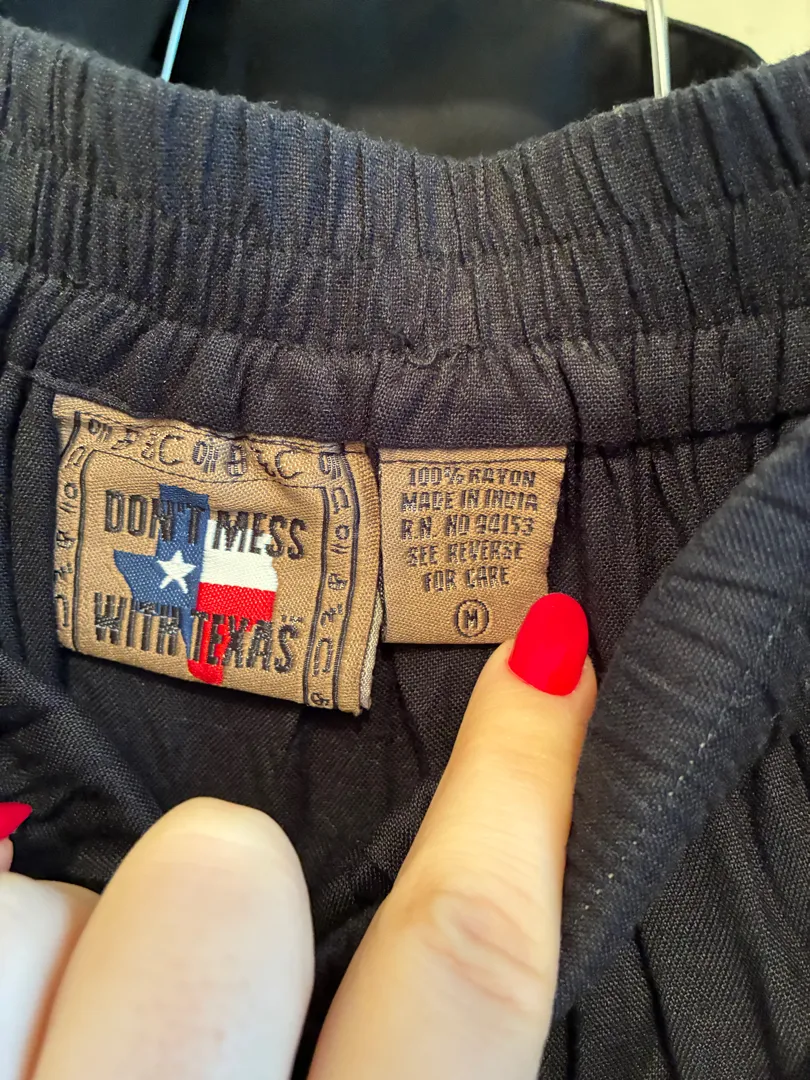 DON'T MESS
WITH TEXAS
100% RAYON
MADE IN INDIA
R.N. NO 94153
SEE REVERSE
FOR CARE
M